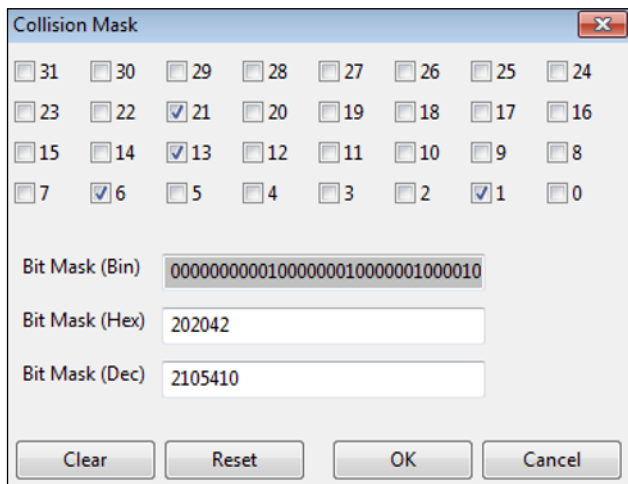 Collision Mask
31 30 29 28 27 26 25 24
23 22 21 20 19 18 17 16
15 14 13 12 11 10 9 8
7 6 5 4 3 2 1 0
Bit Mask (Bin) 00000000001000000010000001000010
Bit Mask (Hex) 202042
Bit Mask (Dec) 2105410
Clear Reset OK Cancel